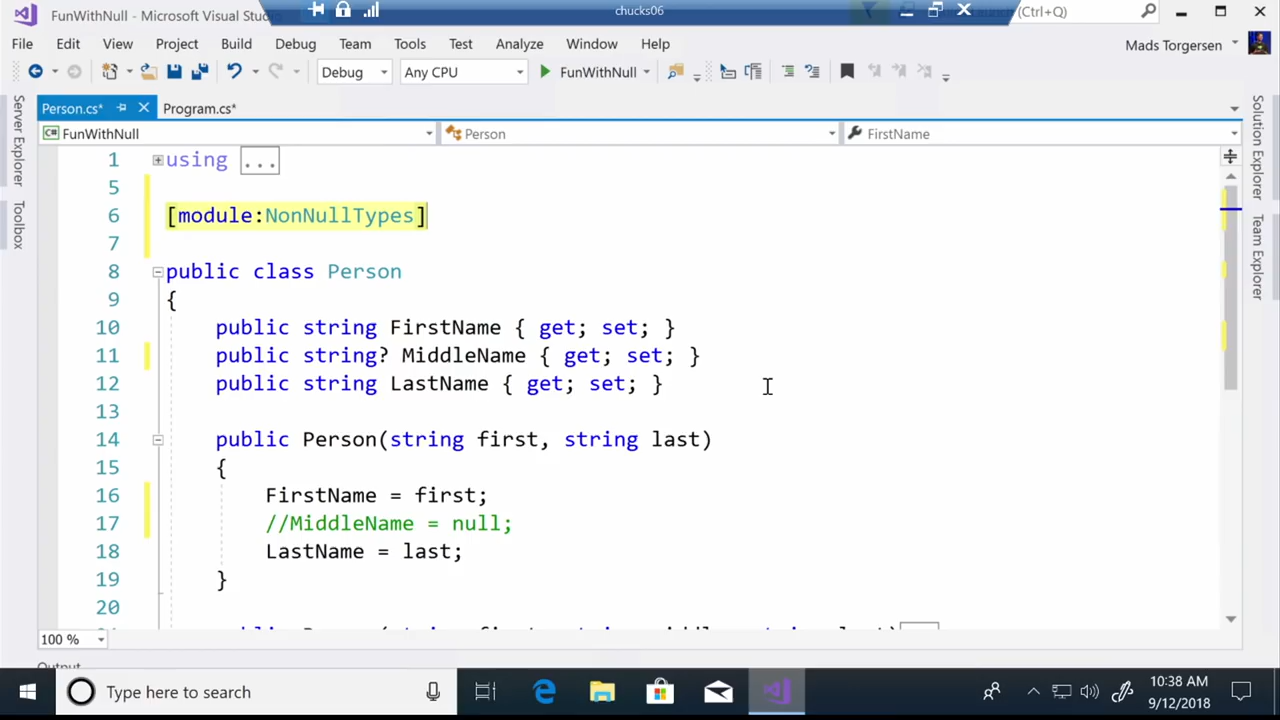 FunWithNull - Microsoft Visual Stud
chucks06
(Ctrl+Q)
File Edit View Project Build Debug Team Tools Test Analyze Window Help
Mads Torgersen
Debug Any CPU FunWithNull
Server Explorer
Toolbox
Solution Explorer
Team Explorer
Person.cs* Program.cs*
FunWithNull Person FirstName
1 using ...
5
6 [module:NonNullTypes]
7
8 public class Person
9 {
10 public string FirstName { get; set; }
11 public string? MiddleName { get; set; }
12 public string LastName { get; set; }
13
14 public Person(string first, string last)
15 {
16 FirstName = first;
17 //MiddleName = null;
18 LastName = last;
19 }
20
100 %
Output
Type here to search
10:38 AM
9/12/2018